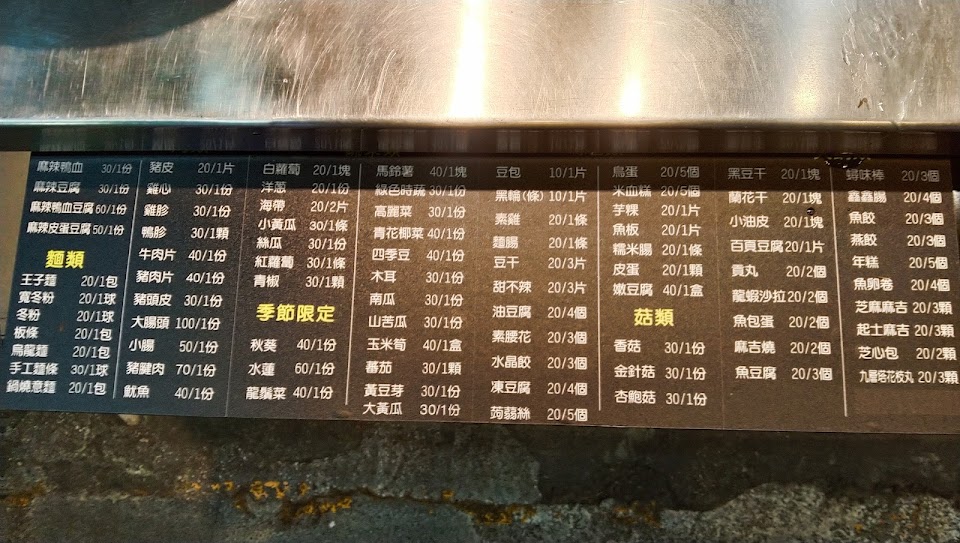 麻辣鴨血 30/1份
麻辣豆腐 30/1份
麻辣鴨血豆腐 60/1份
麻辣皮蛋豆腐 50/1份
麵類
王子麵 20/1包
寬冬粉 20/1球
冬粉 20/1球
板條 20/1包
烏龍麵 20/1包
手工麵條 30/1球
鍋燒意麵 20/1包
豬皮 20/1片
雞心 30/1份
雞胗 30/1份
鴨胗 30/1顆
牛肉片 40/1份
豬肉片 40/1份
豬頭皮 30/1份
大腸頭 100/1份
小腸 50/1份
豬腱肉 70/1份
魷魚 40/1份
白蘿蔔 20/1塊
洋蔥 20/1份
海帶 20/2片
小黃瓜 30/1條
絲瓜 30/1份
紅蘿蔔 30/1條
青椒 30/1顆
季節限定
秋葵 40/1份
水蓮 60/1份
龍鬚菜 40/1份
馬鈴薯 40/1塊
綠色時蔬 30/1份
高麗菜 30/1份
青花椰菜 40/1份
四季豆 40/1份
木耳 30/1份
南瓜 30/1份
山苦瓜 30/1份
玉米筍 40/1盒
蕃茄 30/1顆
黃豆芽 30/1份
大黃瓜 30/1份
豆包 10/1片
黑輪(條) 10/1片
素雞 20/1條
麵腸 20/1條
豆干 20/3片
甜不辣 20/3片
油豆腐 20/4個
素腰花 20/3個
水晶餃 20/3個
凍豆腐 20/4個
蒟蒻絲 20/5個
鳥蛋 20/5個
米血糕 20/5個
芋粿 20/1片
魚板 20/1片
糯米腸 20/1條
皮蛋 20/1顆
嫩豆腐 40/1盒
菇類
香菇 30/1份
金針菇 30/1份
杏鮑菇 30/1份
黑豆干 20/1塊
蘭花干 20/1塊
小油皮 20/1塊
百頁豆腐 20/1片
貢丸 20/2個
龍蝦沙拉 20/2個
魚包蛋 20/2個
麻吉燒 20/2個
魚豆腐 20/3個
蟳味棒 20/3個
鑫鑫腸 20/4個
魚餃 20/3個
燕餃 20/3個
年糕 20/5個
魚卵卷 20/4個
芝麻麻吉 20/3顆
起士麻吉 20/3顆
芝心包 20/2顆
九層塔花枝丸 20/3顆